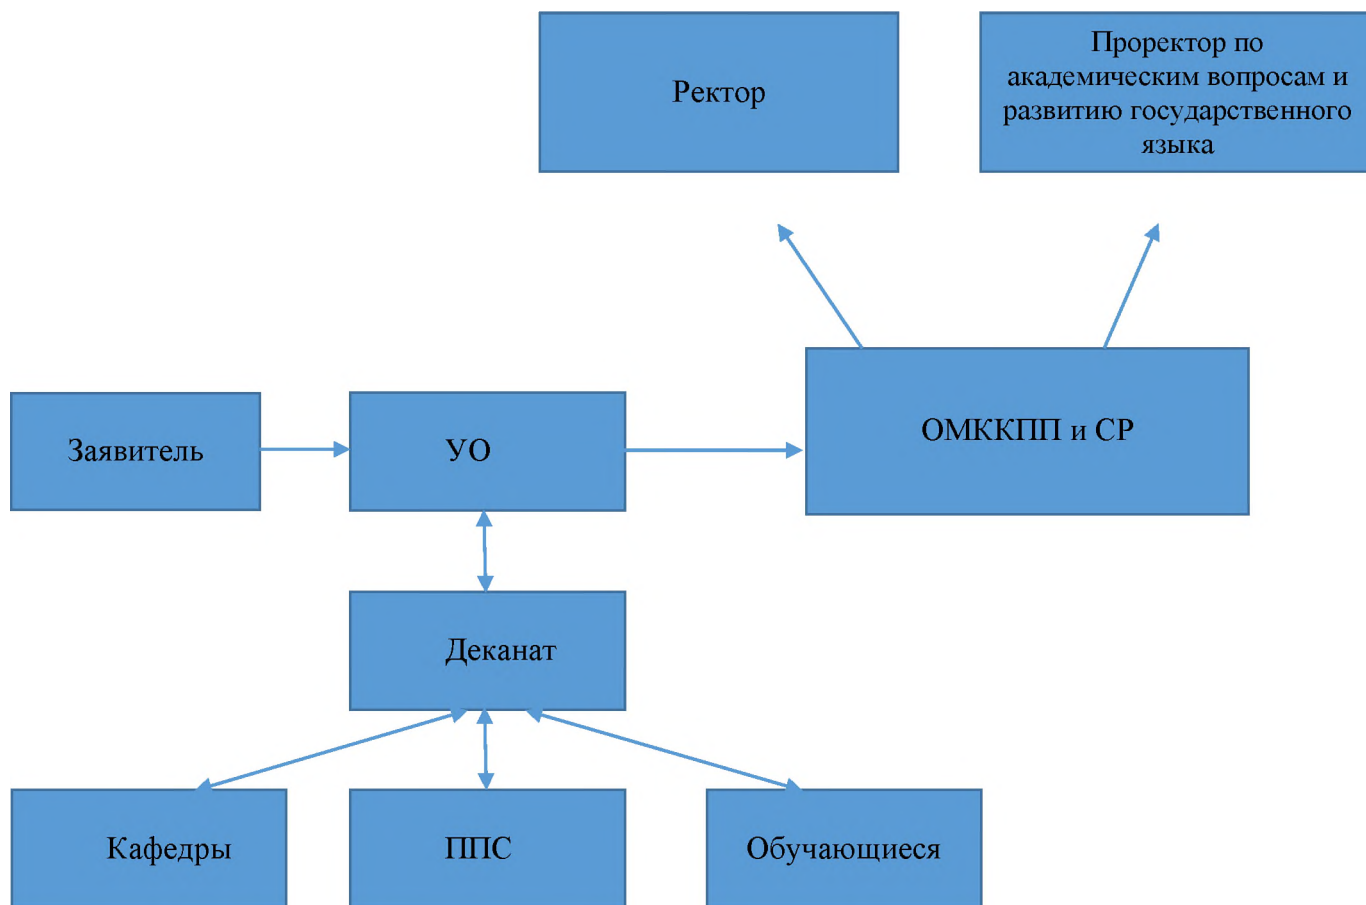 Ректор
Проректор по
академическим вопросам и
развитию государственного
языка
Заявитель
УО
ОМККПП и СР
Деканат
Кафедры
ППС
Обучающиеся